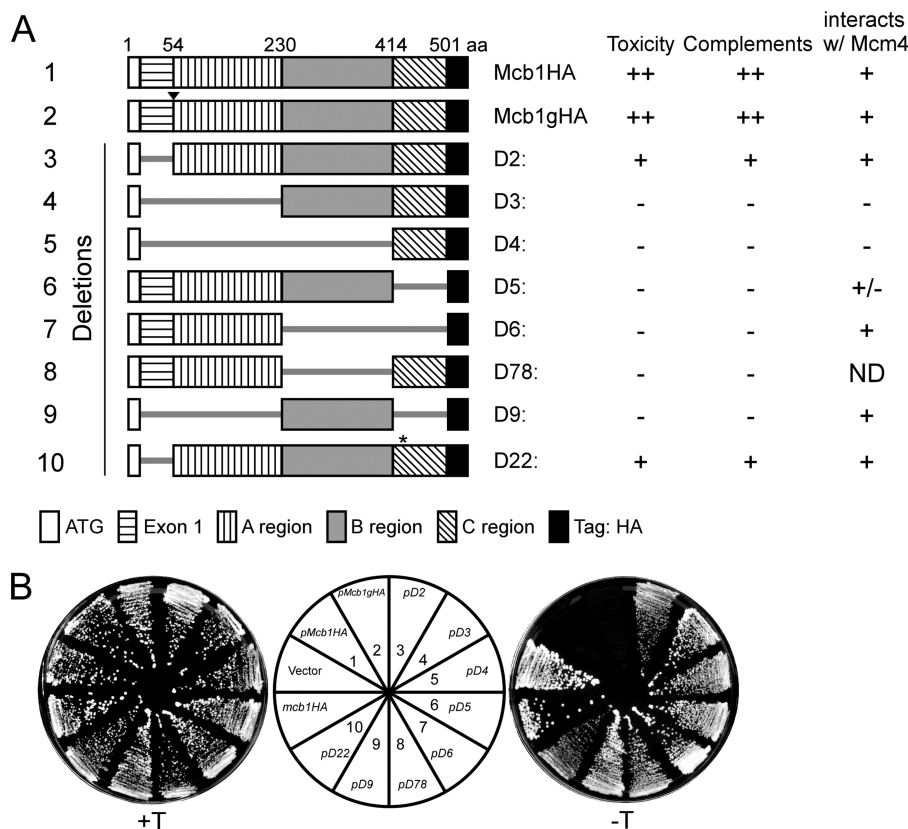 A
1 54 230 414 501 aa
Toxicity Complements interacts w/ Mcm4
1 Mcb1HA ++ ++ +
2 Mcb1gHA ++ ++ +
3 D2: + + +
4 D3: - - -
5 D4: - - -
6 D5: - - +/-
7 D6: - - +
8 D78: - - ND
9 D9: - - +
*
10 D22: + + +
Deletions
ATG Exon 1 A region B region C region Tag: HA
B
pMcb1gHA pD2
pMcb1HA pD3
Vector pD4
mcb1HA pD5
pD22 pD6
pD9 pD78
1 2 3 4 5 6 7 8 9 10
+T -T